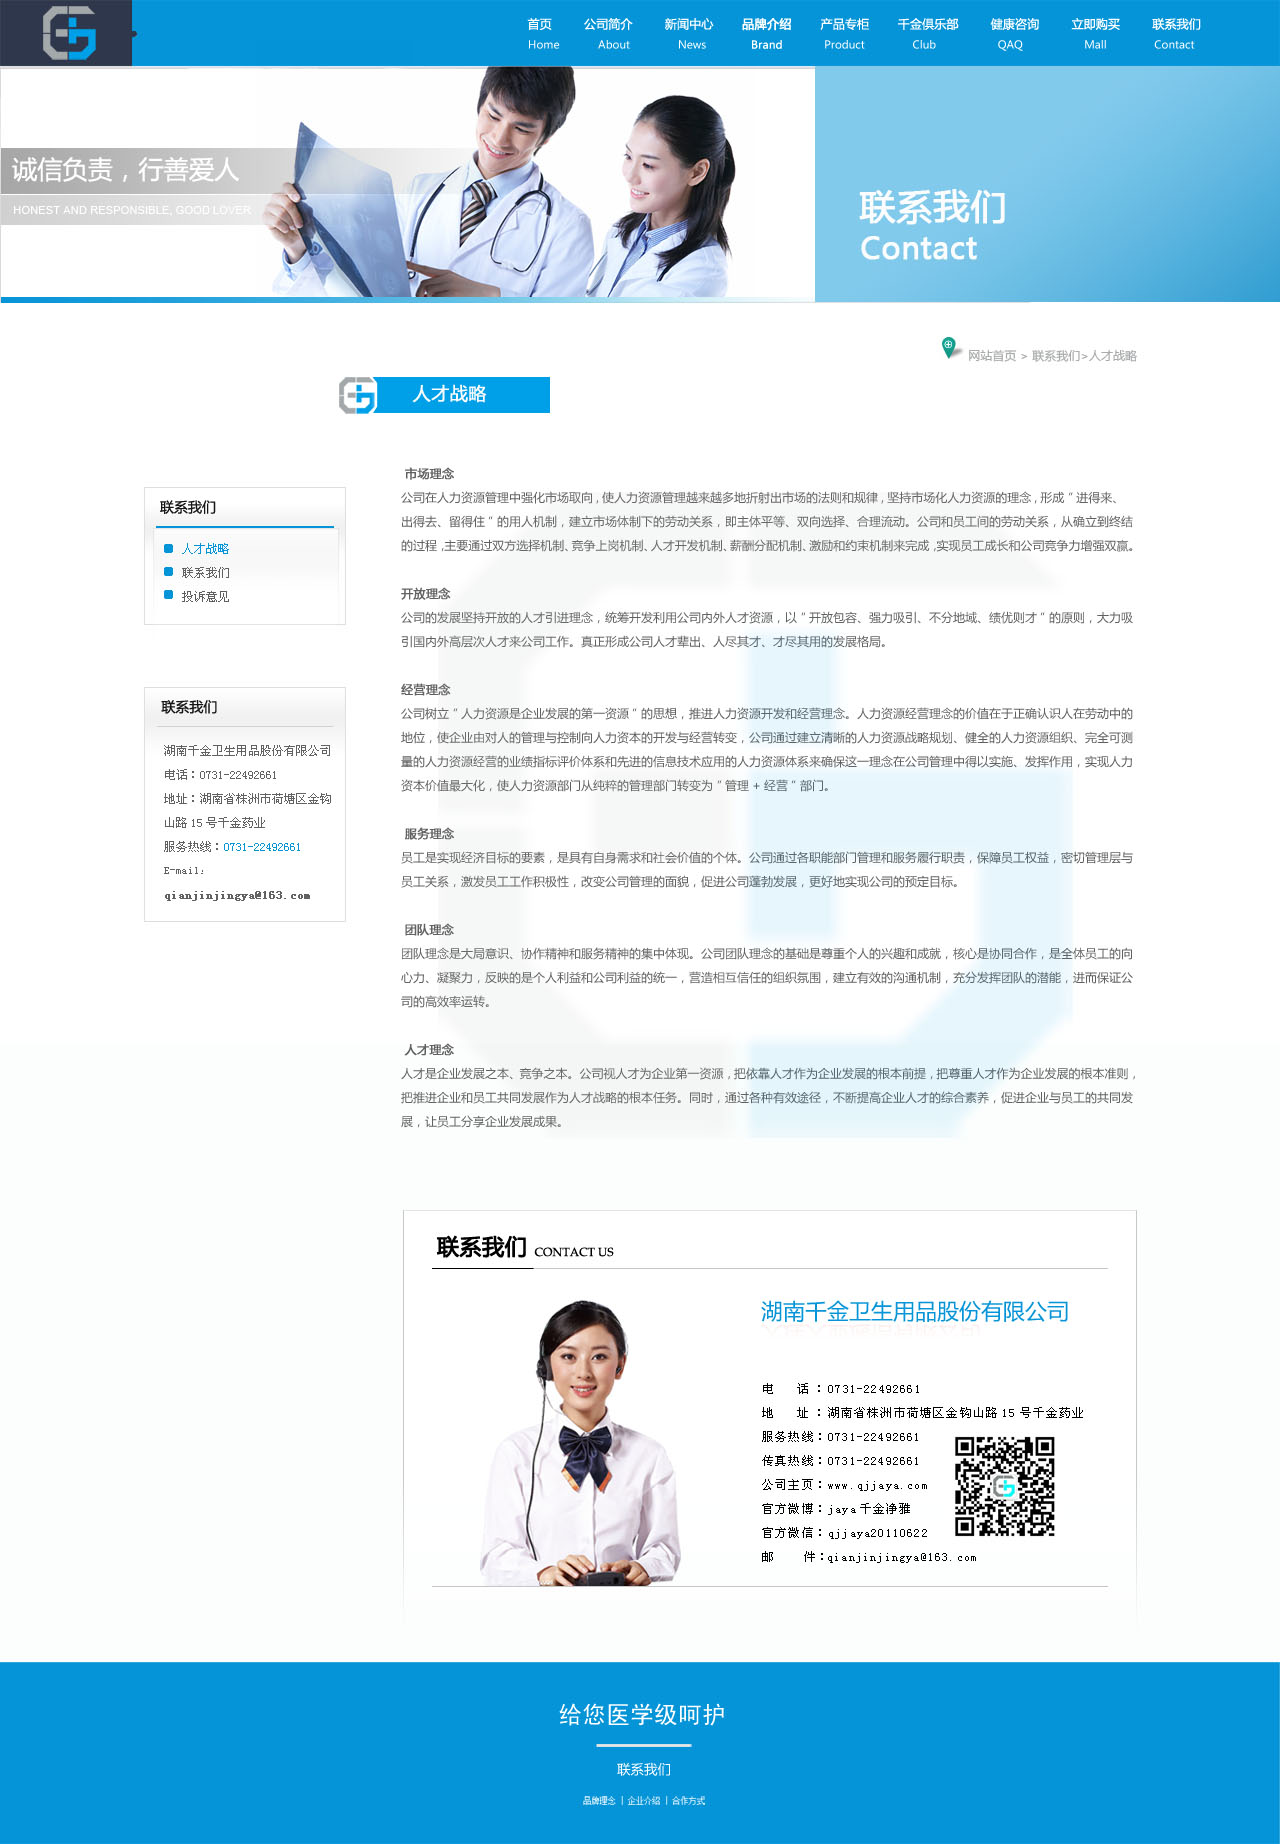 首页 公司简介 新闻中心 品牌介绍 产品专柜 千金俱乐部 健康咨询 立即购买 联系我们
Home About News Brand Product Club QAQ Mall Contact
诚信负责，行善爱人
HONEST AND RESPONSIBLE, GOOD LOVER
联系我们
Contact
网站首页 > 联系我们>人才战略
人才战略
联系我们
人才战略
联系我们
投诉意见
联系我们
湖南千金卫生用品股份有限公司
电话：0731-22492661
地址：湖南省株洲市荷塘区金钩
山路 15 号千金药业
服务热线：0731-22492661
E-mail:
qianjinjingya@163.com
市场理念
公司在人力资源管理中强化市场取向，使人力资源管理越来越多地折射出市场的法则和规律，坚持市场化人力资源的理念，形成＂进得来、
出得去、留得住＂的用人机制，建立市场体制下的劳动关系，即主体平等、双向选择、合理流动。公司和员工间的劳动关系，从确立到终结
的过程，主要通过双方选择机制、竞争上岗机制、人才开发机制、薪酬分配机制、激励和约束机制来完成，实现员工成长和公司竞争力增强双赢。
开放理念
公司的发展坚持开放的人才引进理念，统筹开发利用公司内外人才资源，以＂开放包容、强力吸引、不分地域、绩优则才＂的原则，大力吸
引国内外高层次人才来公司工作。真正形成公司人才辈出、人尽其才、才尽其用的发展格局。
经营理念
公司树立＂人力资源是企业发展的第一资源＂的思想，推进人力资源开发和经营理念。人力资源经营理念的价值在于正确认识人在劳动中的
地位，使企业由对人的管理与控制向人力资本的开发与经营转变，公司通过建立清晰的人力资源战略规划、健全的人力资源组织、完全可测
量的人力资源经营的业绩指标评价体系和先进的信息技术应用的人力资源体系来确保这一理念在公司管理中得以实施、发挥作用，实现人力
资本价值最大化，使人力资源部门从纯粹的管理部门转变为＂管理 + 经营＂部门。
服务理念
员工是实现经济目标的要素，是具有自身需求和社会价值的个体。公司通过各职能部门管理和服务履行职责，保障员工权益，密切管理层与
员工关系，激发员工工作积极性，改变公司管理的面貌，促进公司蓬勃发展，更好地实现公司的预定目标。
团队理念
团队理念是大局意识、协作精神和服务精神的集中体现。公司团队理念的基础是尊重个人的兴趣和成就，核心是协同合作，是全体员工的向
心力、凝聚力，反映的是个人利益和公司利益的统一，营造相互信任的组织氛围，建立有效的沟通机制，充分发挥团队的潜能，进而保证公
司的高效率运转。
人才理念
人才是企业发展之本、竞争之本。公司视人才为企业第一资源，把依靠人才作为企业发展的根本前提，把尊重人才作为企业发展的根本准则，
把推进企业和员工共同发展作为人才战略的根本任务。同时，通过各种有效途径，不断提高企业人才的综合素养，促进企业与员工的共同发
展，让员工分享企业发展成果。
联系我们 CONTACT US
湖南千金卫生用品股份有限公司
电　话：0731-22492661
地　址：湖南省株洲市荷塘区金钩山路 15 号千金药业
服务热线：0731-22492661
传真热线：0731-22492661
公司主页：www.qjjaya.com
官方微博：jaya千金净雅
官方微信：qjjaya20110622
邮　件：qianjinjingya@163.com
给您医学级呵护
联系我们
品牌理念 | 企业介绍 | 合作方式